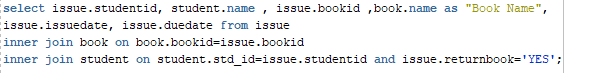 select issue.studentid, student.name , issue.bookid ,book.name as "Book Name",
issue.issuedate, issue.duedate from issue
inner join book on book.bookid=issue.bookid
inner join student on student.std_id=issue.studentid and issue.returnbook='YES';